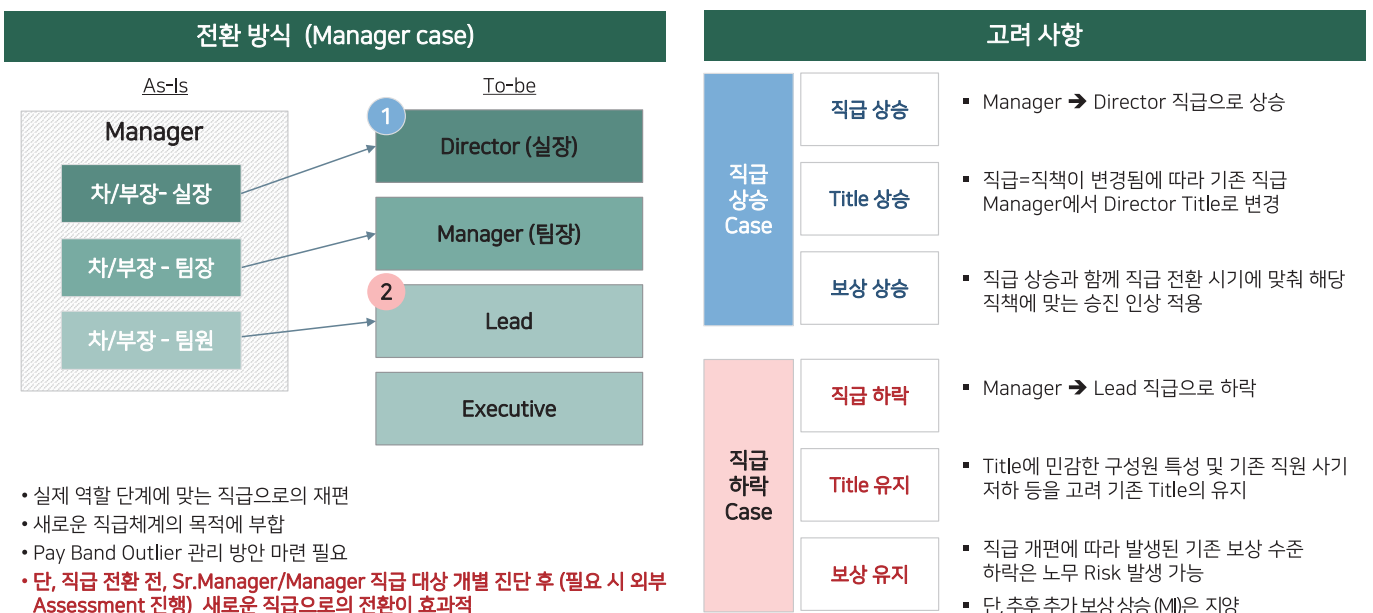 전환 방식 (Manager case)
As-Is
To-be
Manager
차/부장- 실장
차/부장 - 팀장
차/부장 - 팀원
1
Director (실장)
Manager (팀장)
2
Lead
Executive
• 실제 역할 단계에 맞는 직급으로의 재편
• 새로운 직급체계의 목적에 부합
• Pay Band Outlier 관리 방안 마련 필요
• 단, 직급 전환 전, Sr.Manager/Manager 직급 대상 개별 진단 후 (필요 시 외부
Assessment 진행) 새로운 직급으로의 전환이 효과적
고려 사항
직급
상승
Case
직급 상승
▪ Manager ➔ Director 직급으로 상승
Title 상승
▪ 직급=직책이 변경됨에 따라 기존 직급
Manager에서 Director Title로 변경
보상 상승
▪ 직급 상승과 함께 직급 전환 시기에 맞춰 해당
직책에 맞는 승진 인상 적용
직급
하락
Case
직급 하락
▪ Manager ➔ Lead 직급으로 하락
Title 유지
▪ Title에 민감한 구성원 특성 및 기존 직원 사기
저하 등을 고려 기존 Title의 유지
보상 유지
▪ 직급 개편에 따라 발생된 기존 보상 수준
하락은 노무 Risk 발생 가능
▪ 단, 추후 추가 보상 상승 (MI)은 지양